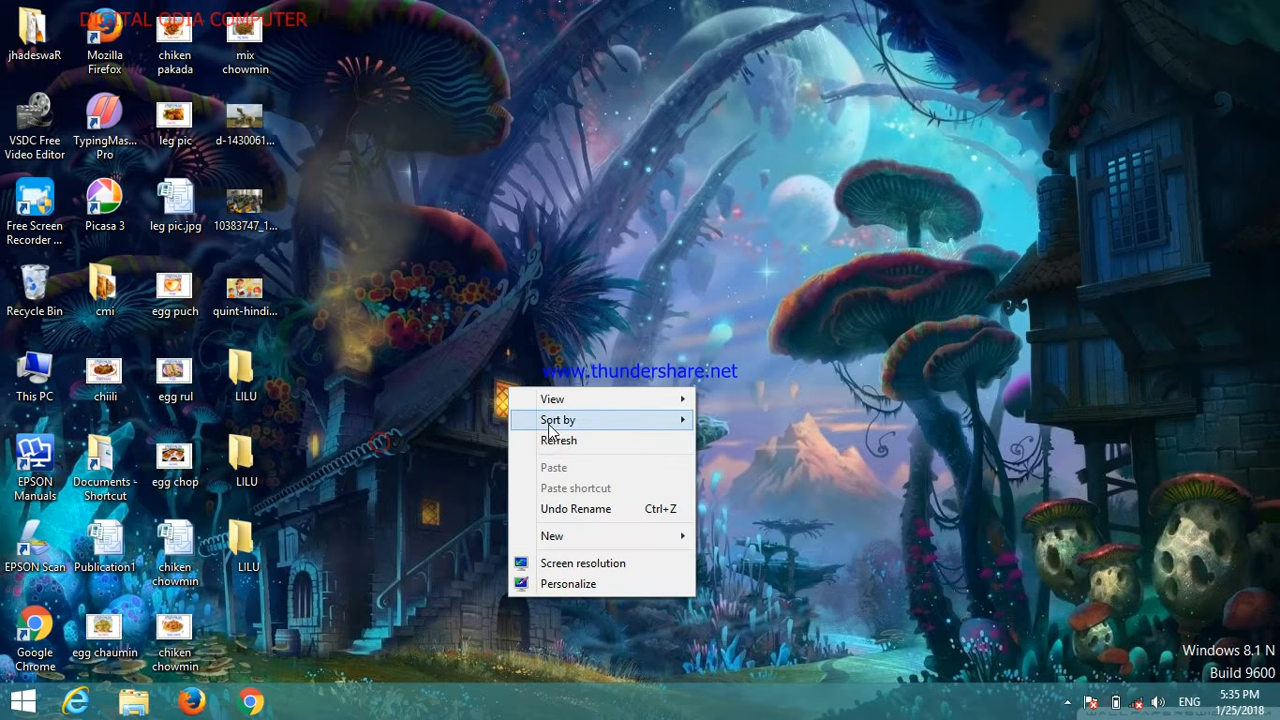 DIGITAL ODIA COMPUTER
jhadeswaR
Mozilla
Firefox
chiken
pakada
mix
chowmin
VSDC Free
Video Editor
TypingMas...
Pro
leg pic
d-1430061...
Free Screen
Recorder ...
Picasa 3
leg pic.jpg
10383747_1...
Recycle Bin
cmi
egg puch
quint-hindi...
This PC
chiili
egg rul
LILU
EPSON
Manuals
Documents -
Shortcut
egg chop
LILU
EPSON Scan
Publication1
chiken
chowmin
LILU
Google
Chrome
egg chaumin
chiken
chowmin
www.thundershare.net
View
Sort by
Refresh
Paste
Paste shortcut
Undo Rename Ctrl+Z
New
Screen resolution
Personalize
Windows 8.1 N
Build 9600
ENG
5:35 PM
1/25/2018